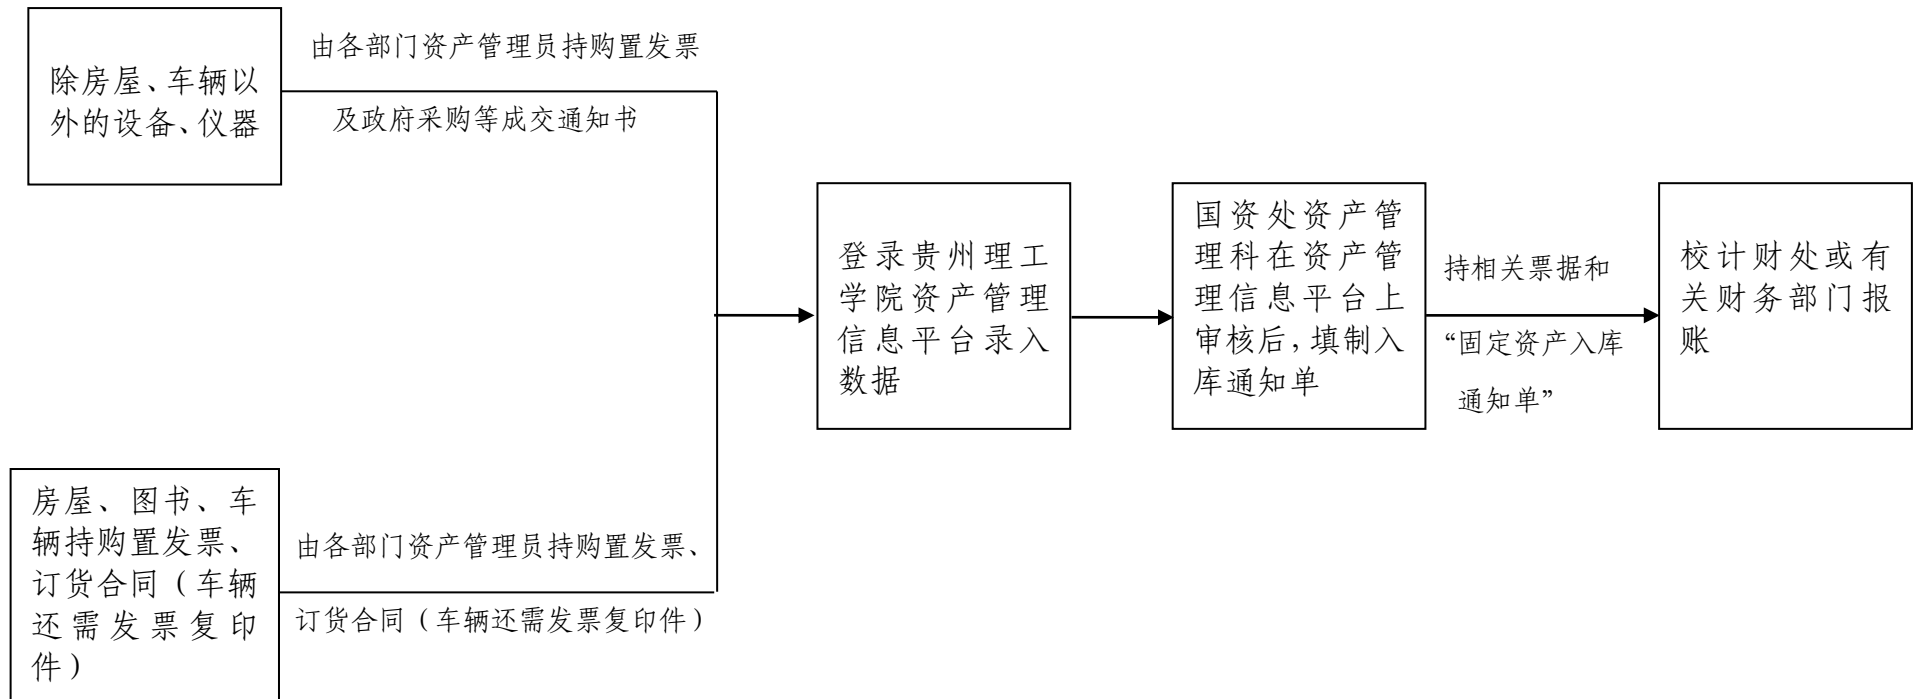 除房屋、车辆以
外的设备、仪器
由各部门资产管理员持购置发票
及政府采购等成交通知书
房屋、图书、车
辆持购置发票、
订货合同（车辆
还需发票复印
件）
由各部门资产管理员持购置发票、
订货合同（车辆还需发票复印件）
登录贵州理工
学院资产管理
信息平台录入
数据
国资处资产管
理科在资产管
理信息平台上
审核后，填制入
库通知单
持相关票据和
“固定资产入库
通知单”
校计财处或有
关财务部门报
账